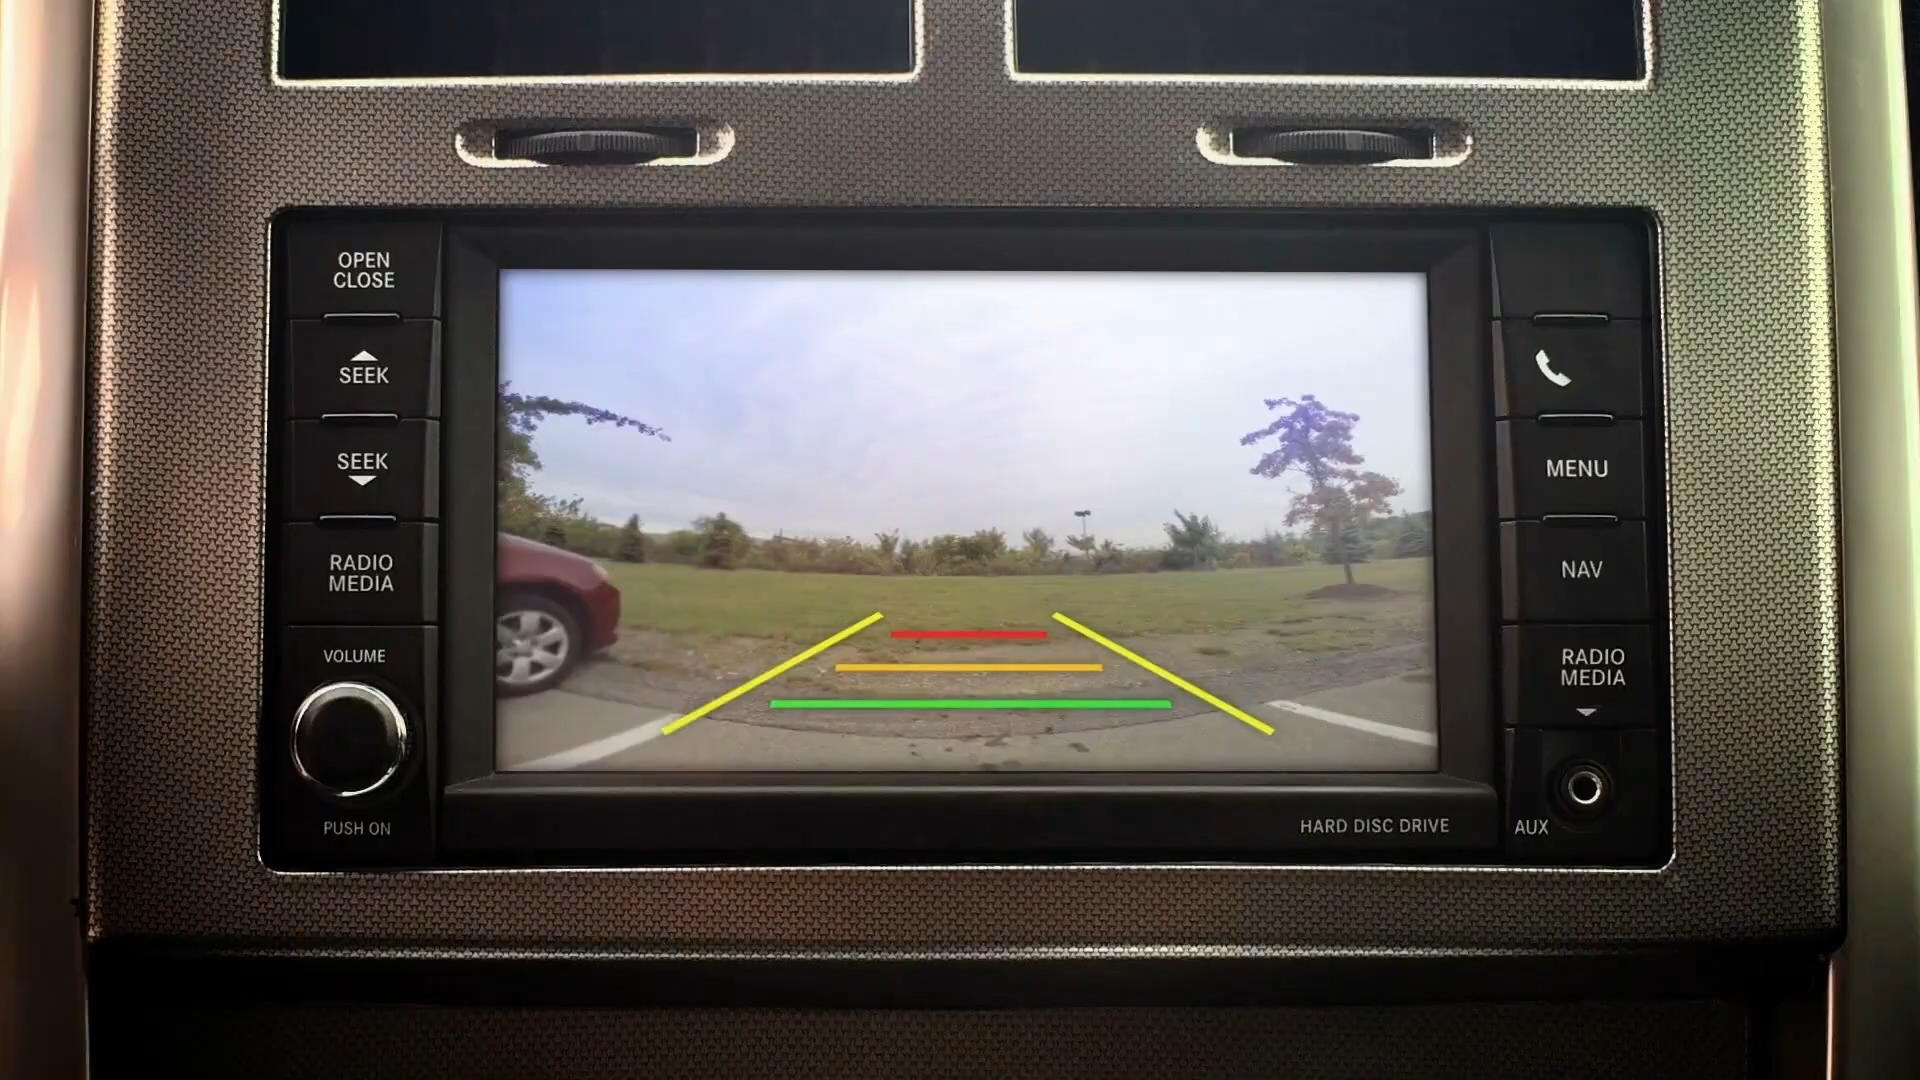 OPEN
CLOSE
SEEK
SEEK
RADIO
MEDIA
VOLUME
PUSH ON
MENU
NAV
RADIO
MEDIA
HARD DISC DRIVE
AUX